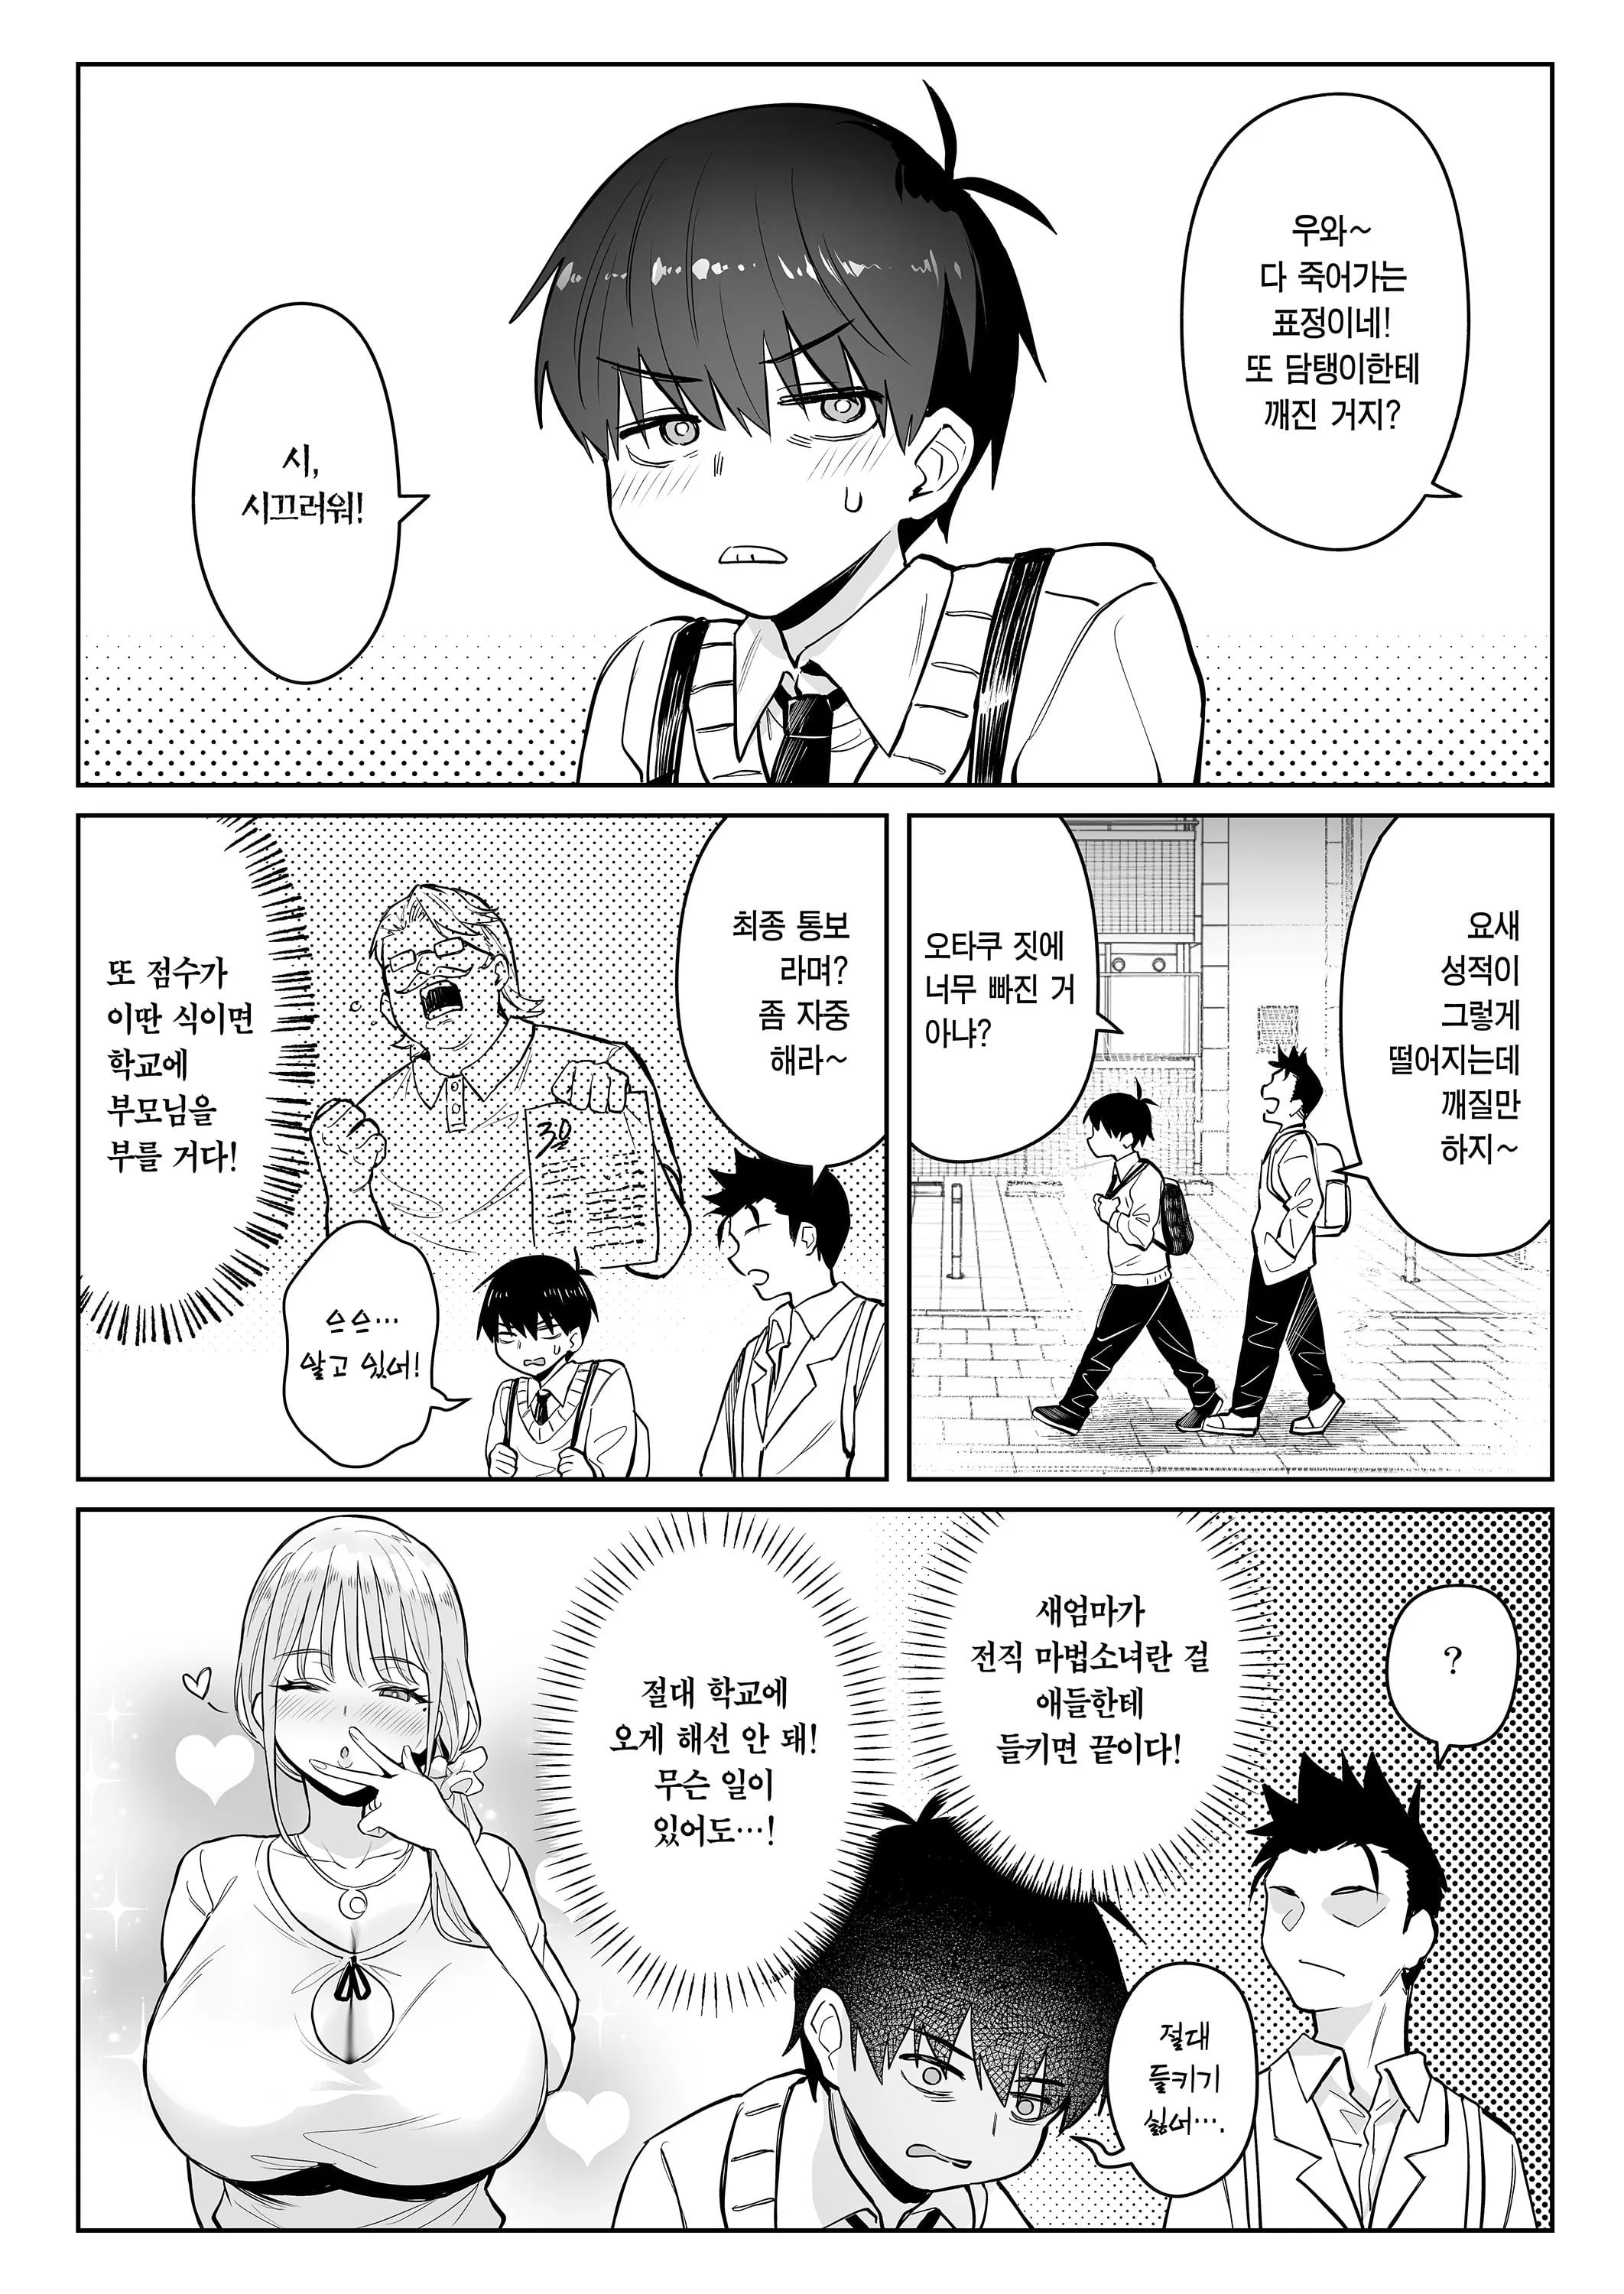 우와~
다 죽어가는
표정이네!
또 담탱이한테
깨진 거지?
시,
시끄러워!
요새
성적이
그렇게
떨어지는데
깨질만
하지~
오타쿠 짓에
너무 빠진 거
아냐?
최종 통보
라며?
좀 자중
해라~
또 점수가
이딴 식이면
학교에
부모님을
부를 거다!
30
으으…
알고 있어!
?
새엄마가
전직 마법소녀란 걸
애들한테
들키면 끝이다!
절대 학교에
오게 해선 안 돼!
무슨 일이
있어도…!
절대
들키기
싫어….